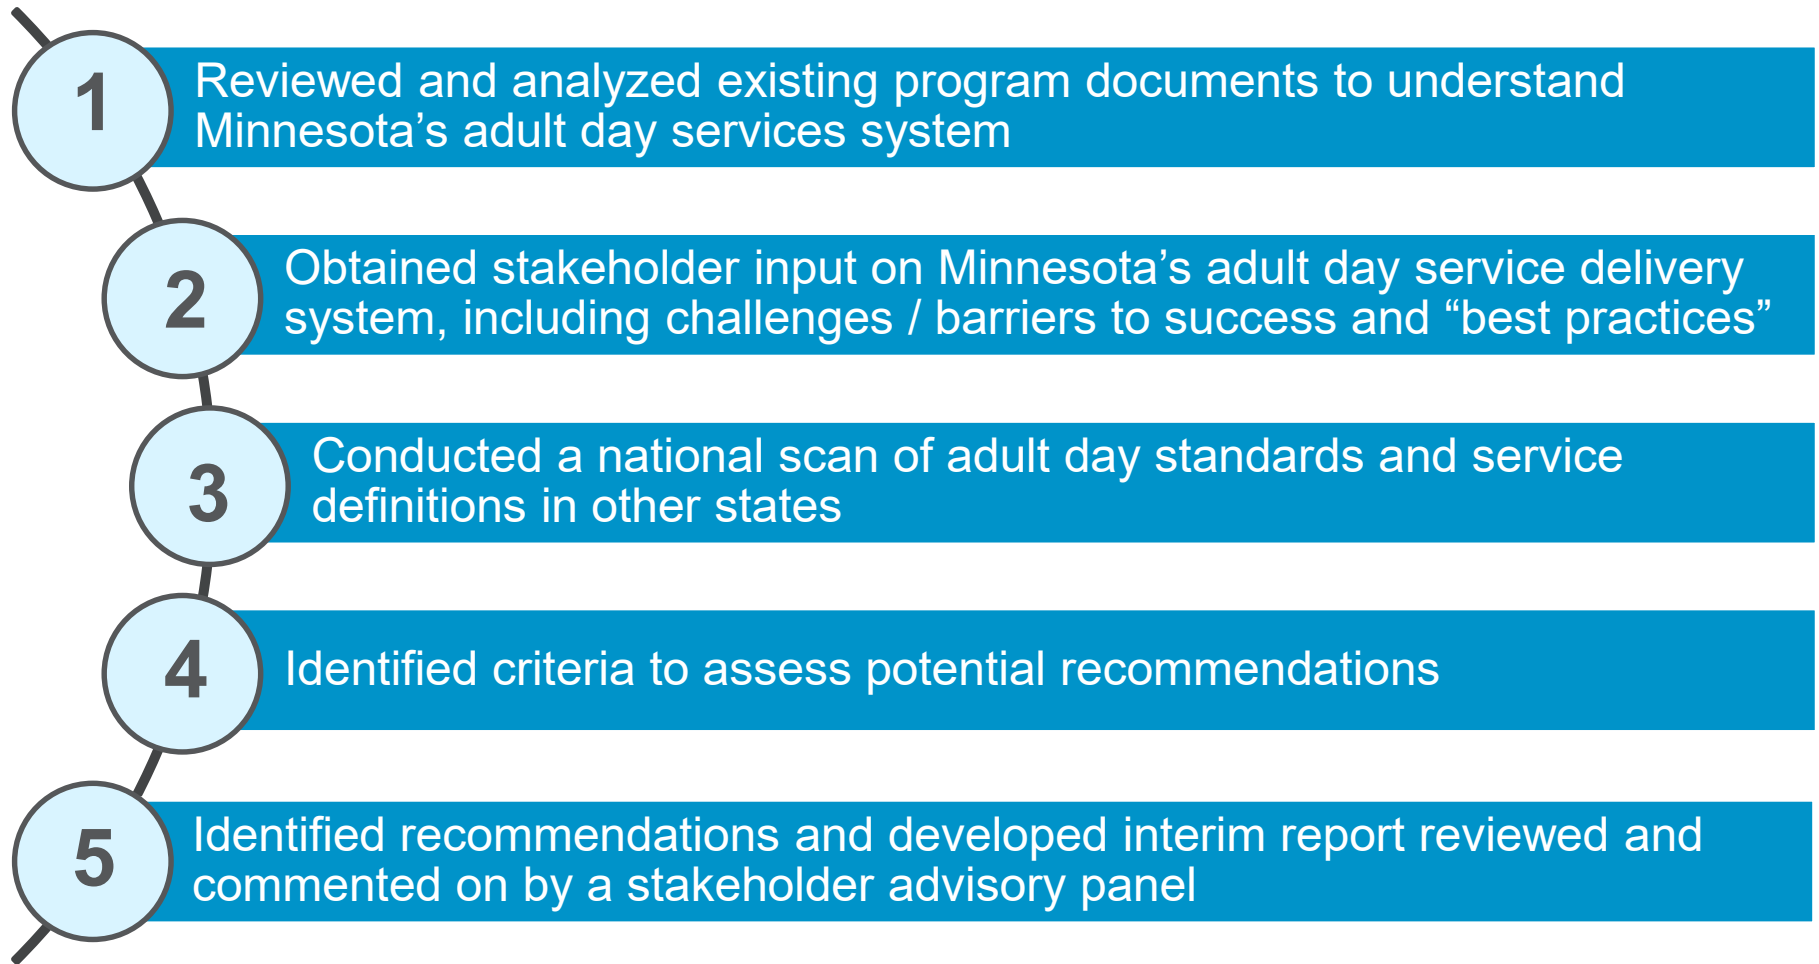 1
Reviewed and analyzed existing program documents to understand
Minnesota’s adult day services system
2
Obtained stakeholder input on Minnesota’s adult day service delivery
system, including challenges / barriers to success and “best practices”
3
Conducted a national scan of adult day standards and service
definitions in other states
4
Identified criteria to assess potential recommendations
5
Identified recommendations and developed interim report reviewed and
commented on by a stakeholder advisory panel